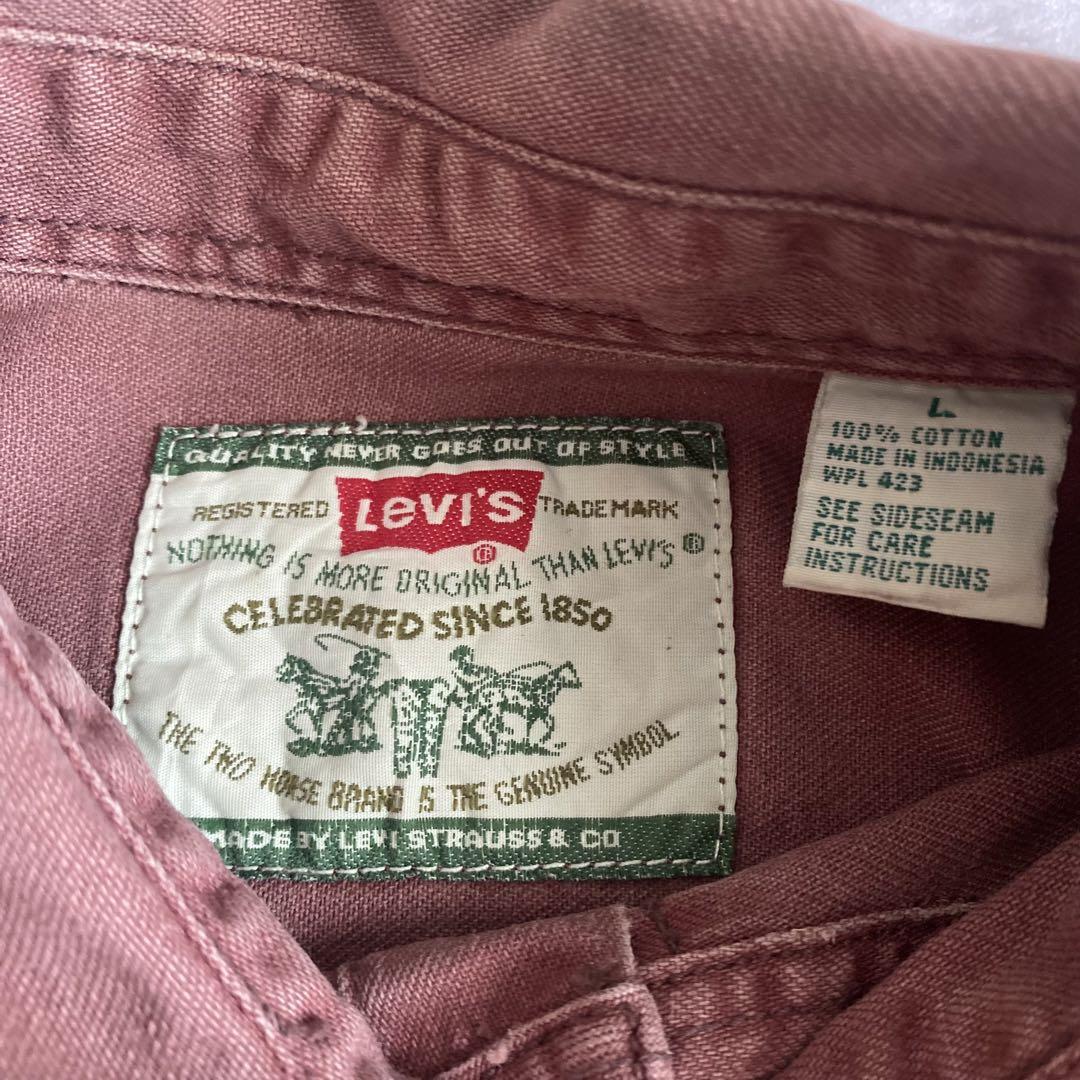 QUALITY NEVER GOES OUT OF STYLE
REGISTERED LEVI'S ® TRADEMARK
NOTHING IS MORE ORIGINAL THAN LEVI'S ®
CELEBRATED SINCE 1850
THE TWO HORSE BRAND IS THE GENUINE SYMBOL
MADE BY LEVI STRAUSS & CO
L
100% COTTON
MADE IN INDONESIA
WPL 423
SEE SIDESEAM
FOR CARE
INSTRUCTIONS